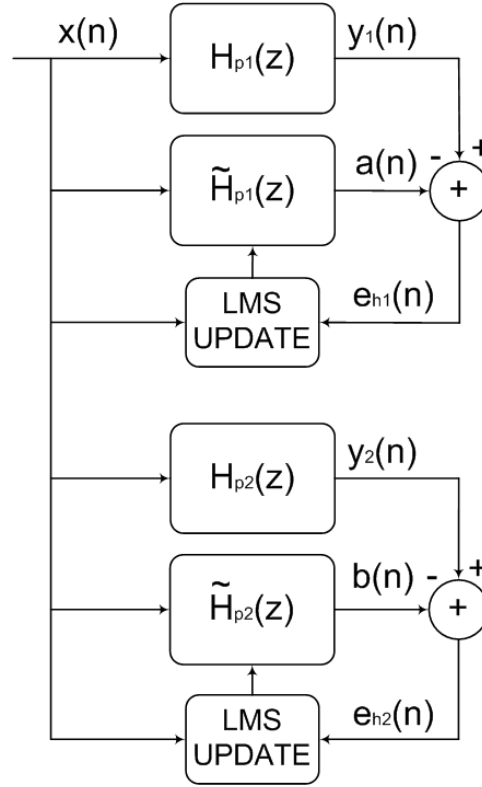 x(n)
Hp1(z)
y1(n)
+
-
H̃p1(z)
a(n)
+
LMS
UPDATE
eh1(n)
Hp2(z)
y2(n)
+
-
H̃p2(z)
b(n)
+
LMS
UPDATE
eh2(n)